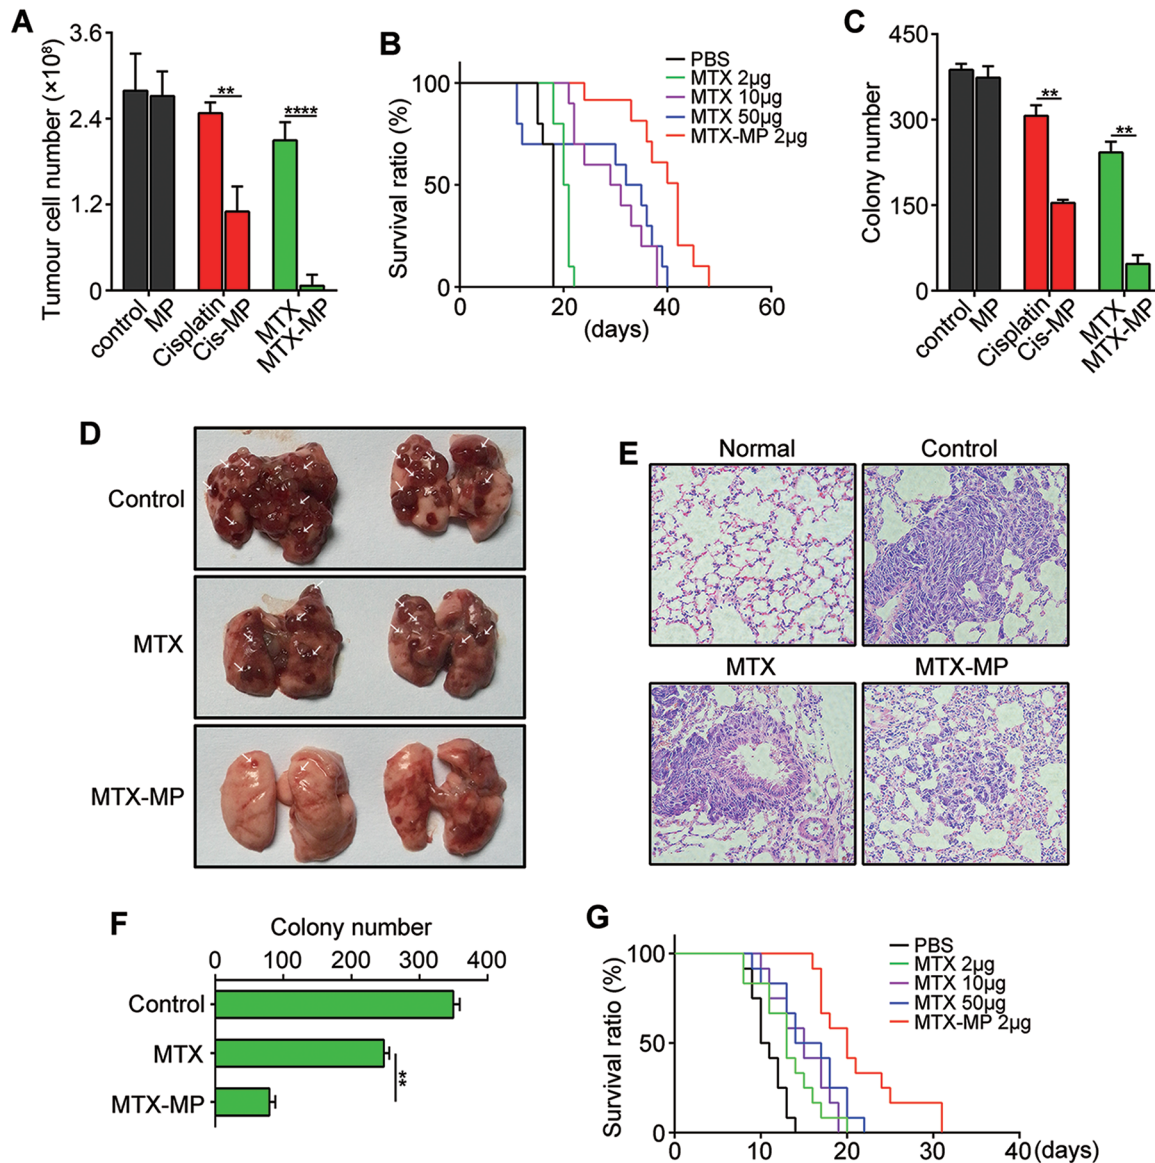 A
Tumour cell number (×10⁸)
3.6
2.4
1.2
0
**
****
control
MP
Cisplatin
Cis-MP
MTX
MTX-MP
B
Survival ratio (%)
100
50
0
0
20
40
60
(days)
PBS
MTX 2μg
MTX 10μg
MTX 50μg
MTX-MP 2μg
C
Colony number
450
300
150
0
**
**
control
MP
Cisplatin
Cis-MP
MTX
MTX-MP
D
Control
MTX
MTX-MP
E
Normal
Control
MTX
MTX-MP
F
Colony number
0
100
200
300
400
Control
MTX
MTX-MP
**
G
Survival ratio (%)
100
50
0
0
10
20
30
40 (days)
PBS
MTX 2μg
MTX 10μg
MTX 50μg
MTX-MP 2μg